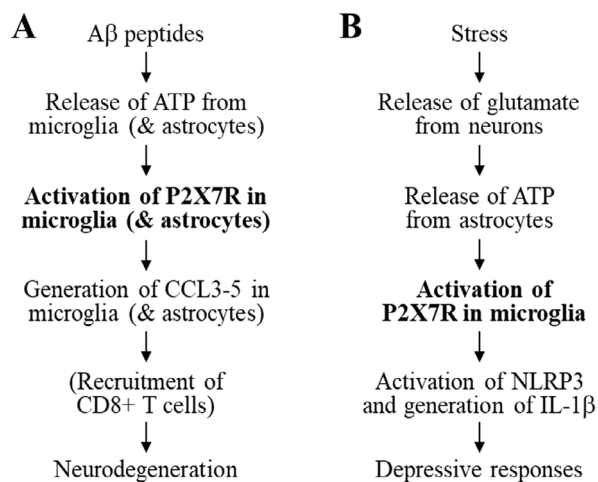 A
Aβ peptides
Release of ATP from
microglia (& astrocytes)
Activation of P2X7R in
microglia (& astrocytes)
Generation of CCL3-5 in
microglia (& astrocytes)
(Recruitment of
CD8+ T cells)
Neurodegeneration
B
Stress
Release of glutamate
from neurons
Release of ATP
from astrocytes
Activation of
P2X7R in microglia
Activation of NLRP3
and generation of IL-1β
Depressive responses